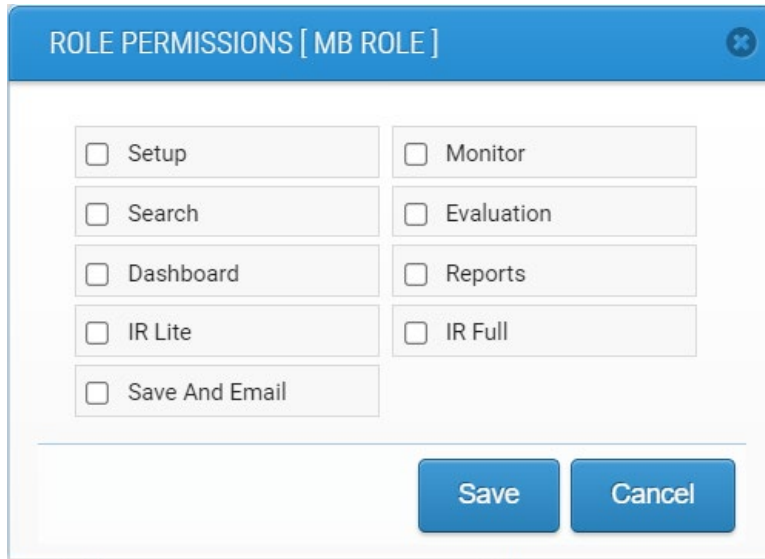 ROLE PERMISSIONS [ MB ROLE ]
Setup
Monitor
Search
Evaluation
Dashboard
Reports
IR Lite
IR Full
Save And Email
Save
Cancel